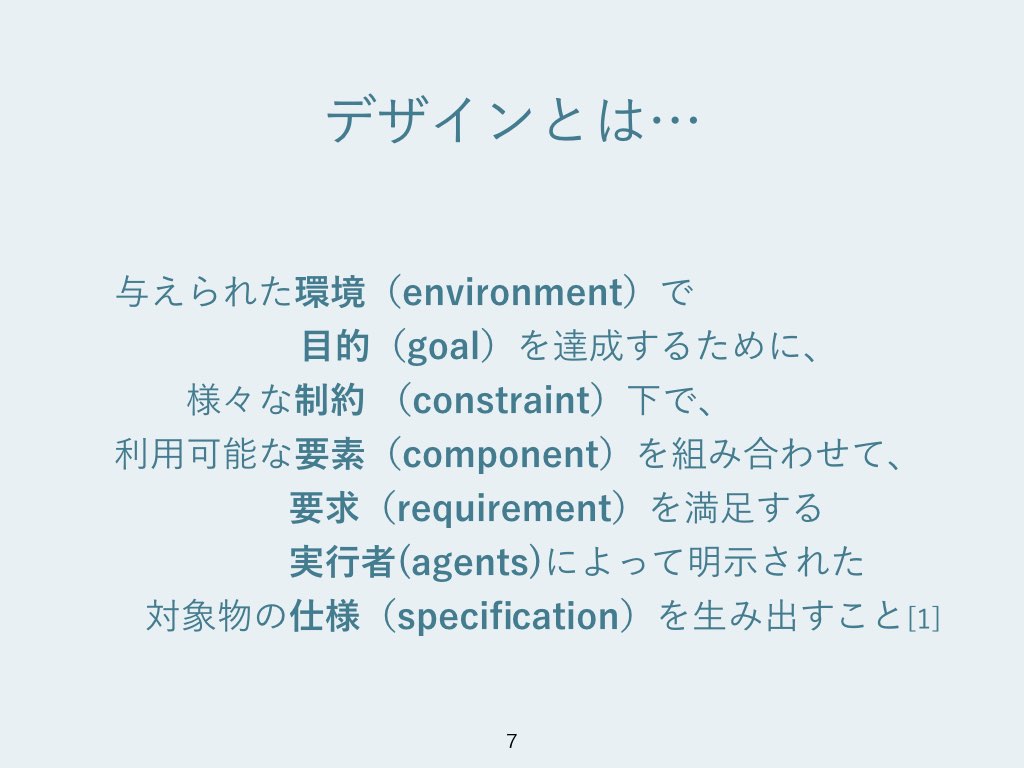 デザインとは…
与えられた環境（environment）で
目的（goal）を達成するために、
様々な制約 （constraint）下で、
利用可能な要素（component）を組み合わせて、
要求（requirement）を満足する
実行者(agents)によって明示された
対象物の仕様（specification）を生み出すこと[1]
7